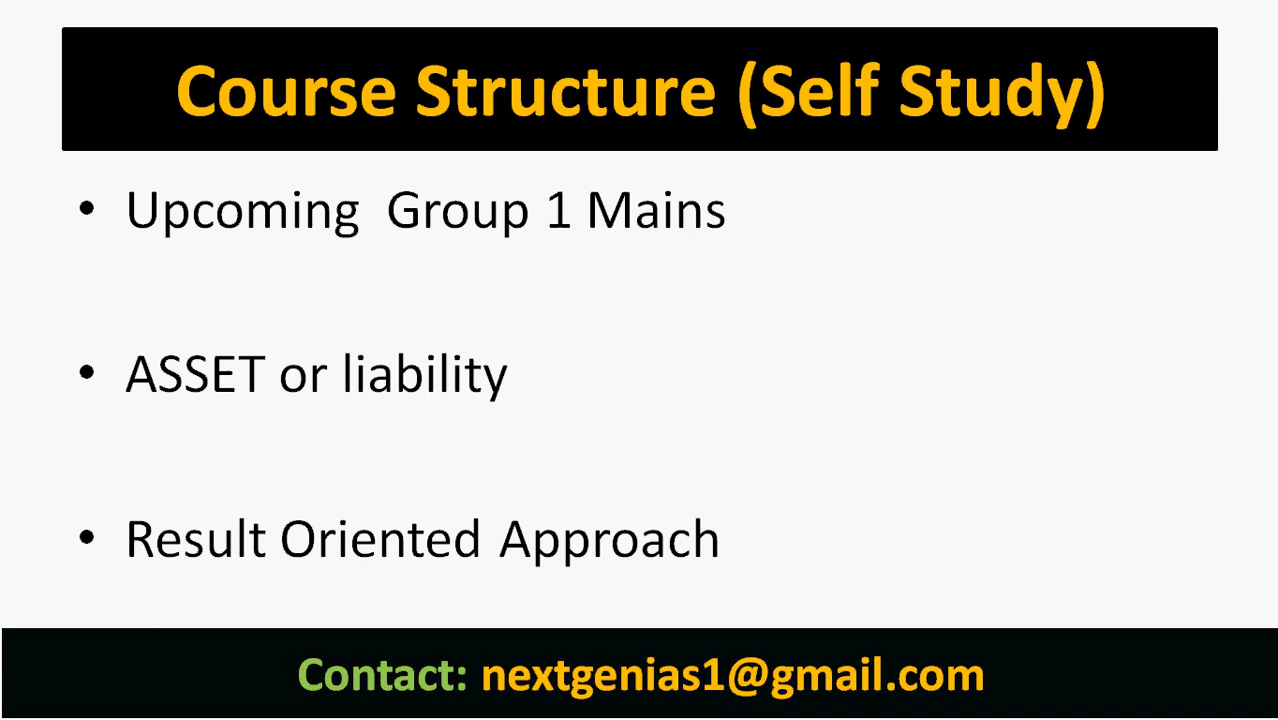 Course Structure (Self Study)
• Upcoming  Group 1 Mains
• ASSET or liability
• Result Oriented Approach
Contact: nextgenias1@gmail.com